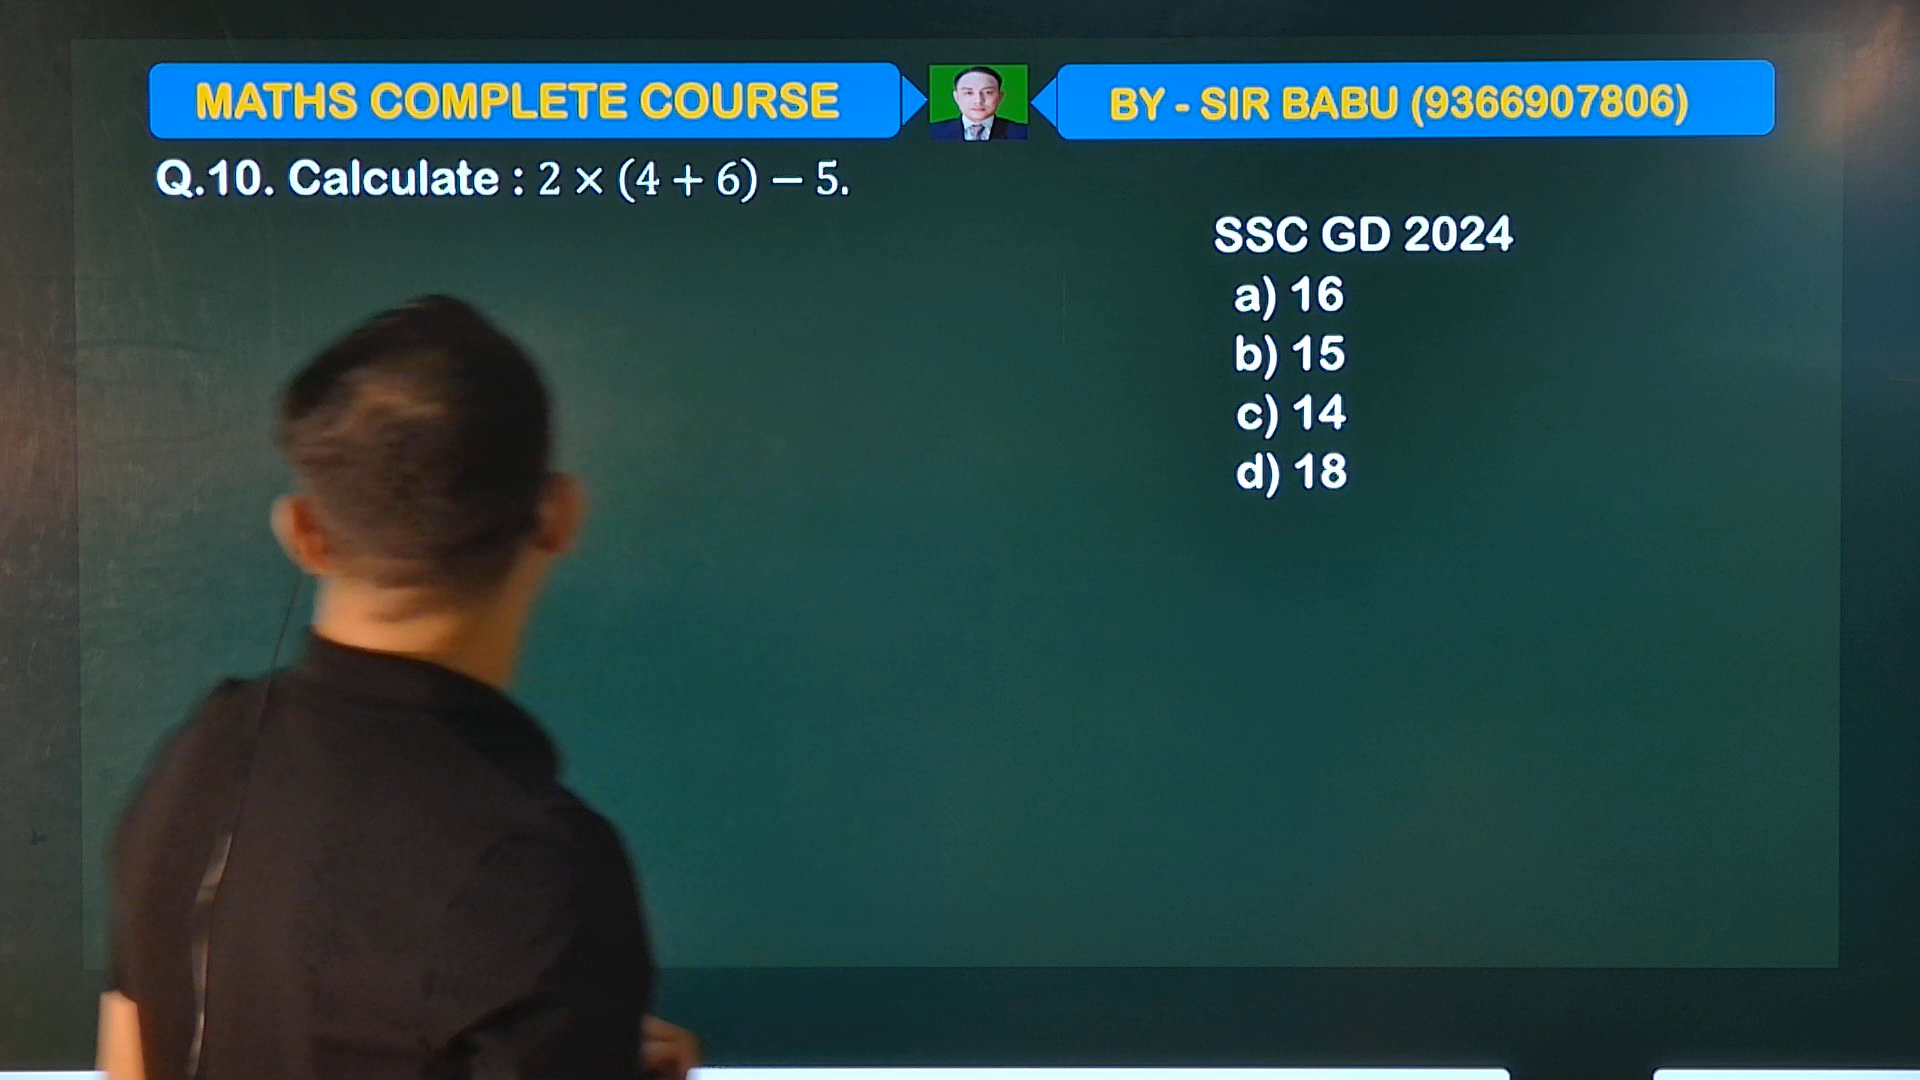 MATHS COMPLETE COURSE
BY - SIR BABU (9366907806)
Q.10. Calculate : 2 × (4 + 6) − 5.
SSC GD 2024
a) 16
b) 15
c) 14
d) 18